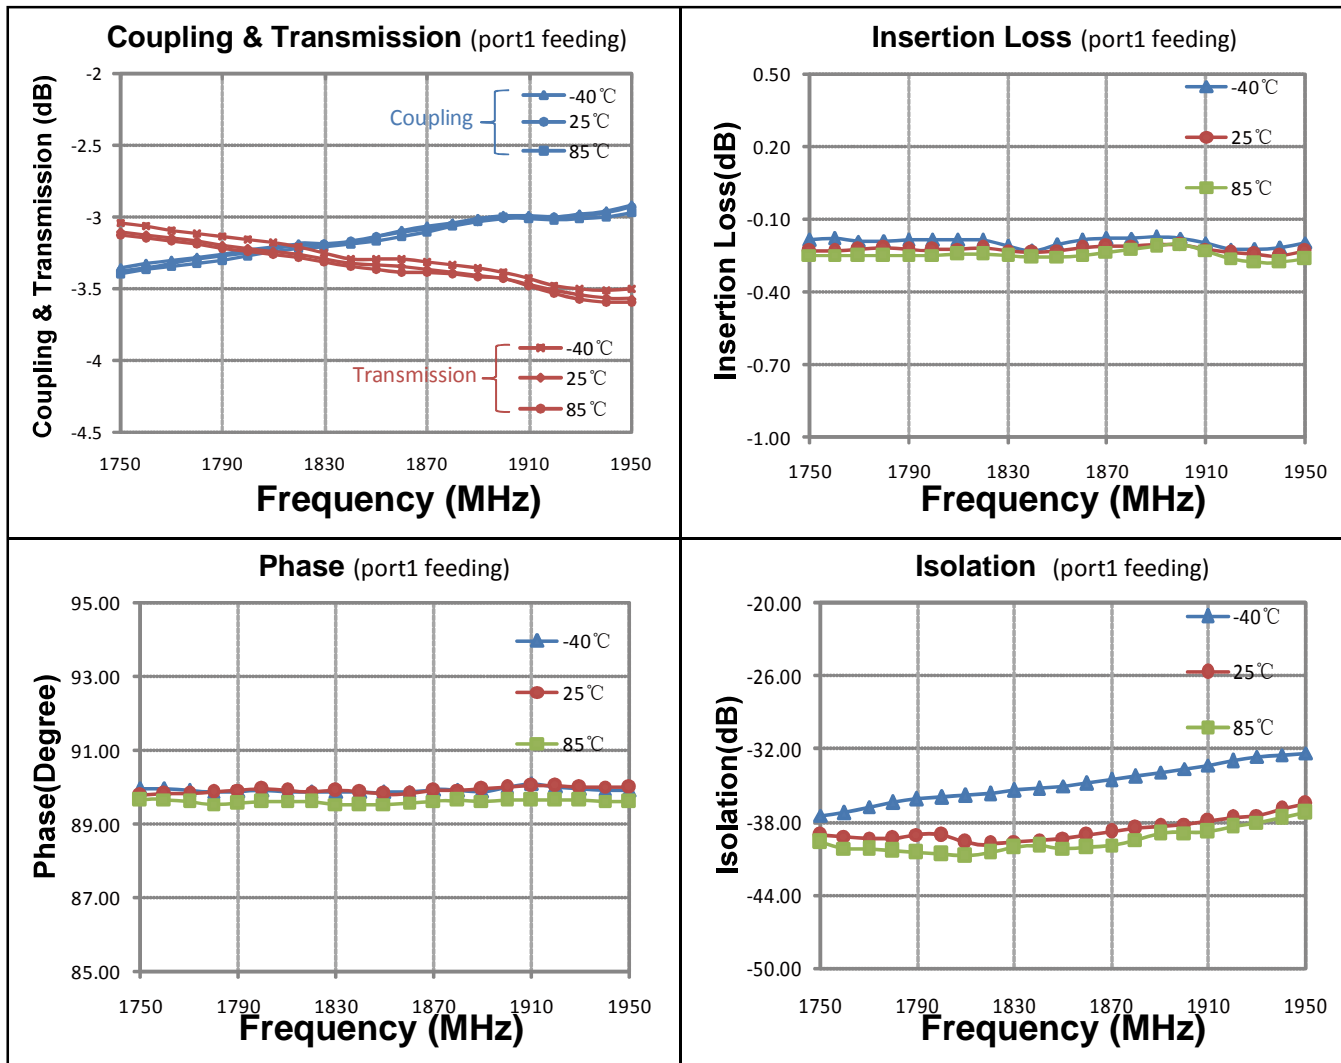 Coupling & Transmission (port1 feeding)
Coupling & Transmission (dB)
-2
-2.5
-3
-3.5
-4
-4.5
Coupling
-40℃
25℃
85℃
Transmission
-40℃
25℃
85℃
1750 1790 1830 1870 1910 1950
Frequency (MHz)
Insertion Loss (port1 feeding)
Insertion Loss(dB)
0.50
0.20
-0.10
-0.40
-0.70
-1.00
-40℃
25℃
85℃
1750 1790 1830 1870 1910 1950
Frequency (MHz)
Phase (port1 feeding)
Phase(Degree)
95.00
93.00
91.00
89.00
87.00
85.00
-40℃
25℃
85℃
1750 1790 1830 1870 1910 1950
Frequency (MHz)
Isolation (port1 feeding)
Isolation(dB)
-20.00
-26.00
-32.00
-38.00
-44.00
-50.00
-40℃
25℃
85℃
1750 1790 1830 1870 1910 1950
Frequency (MHz)